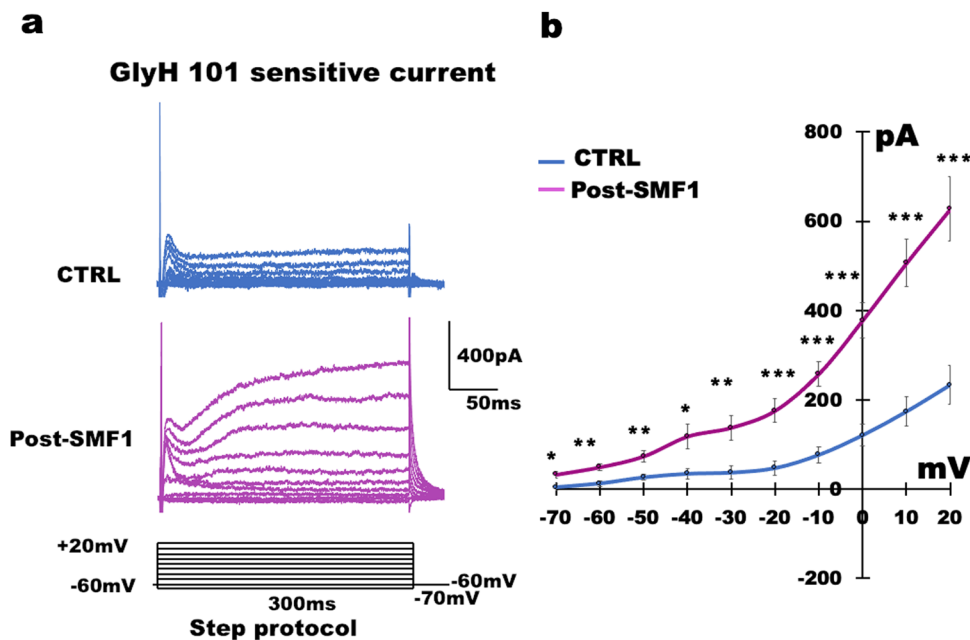 a
GlyH 101 sensitive current
CTRL
400pA
50ms
Post-SMF1
+20mV
-60mV
-60mV
-70mV
300ms
Step protocol
b
800
pA
CTRL
Post-SMF1
***
***
600
***
400
***
***
**
*
200
**
**
*
mV
0
-70 -60 -50 -40 -30 -20 -10 0 10 20
-200